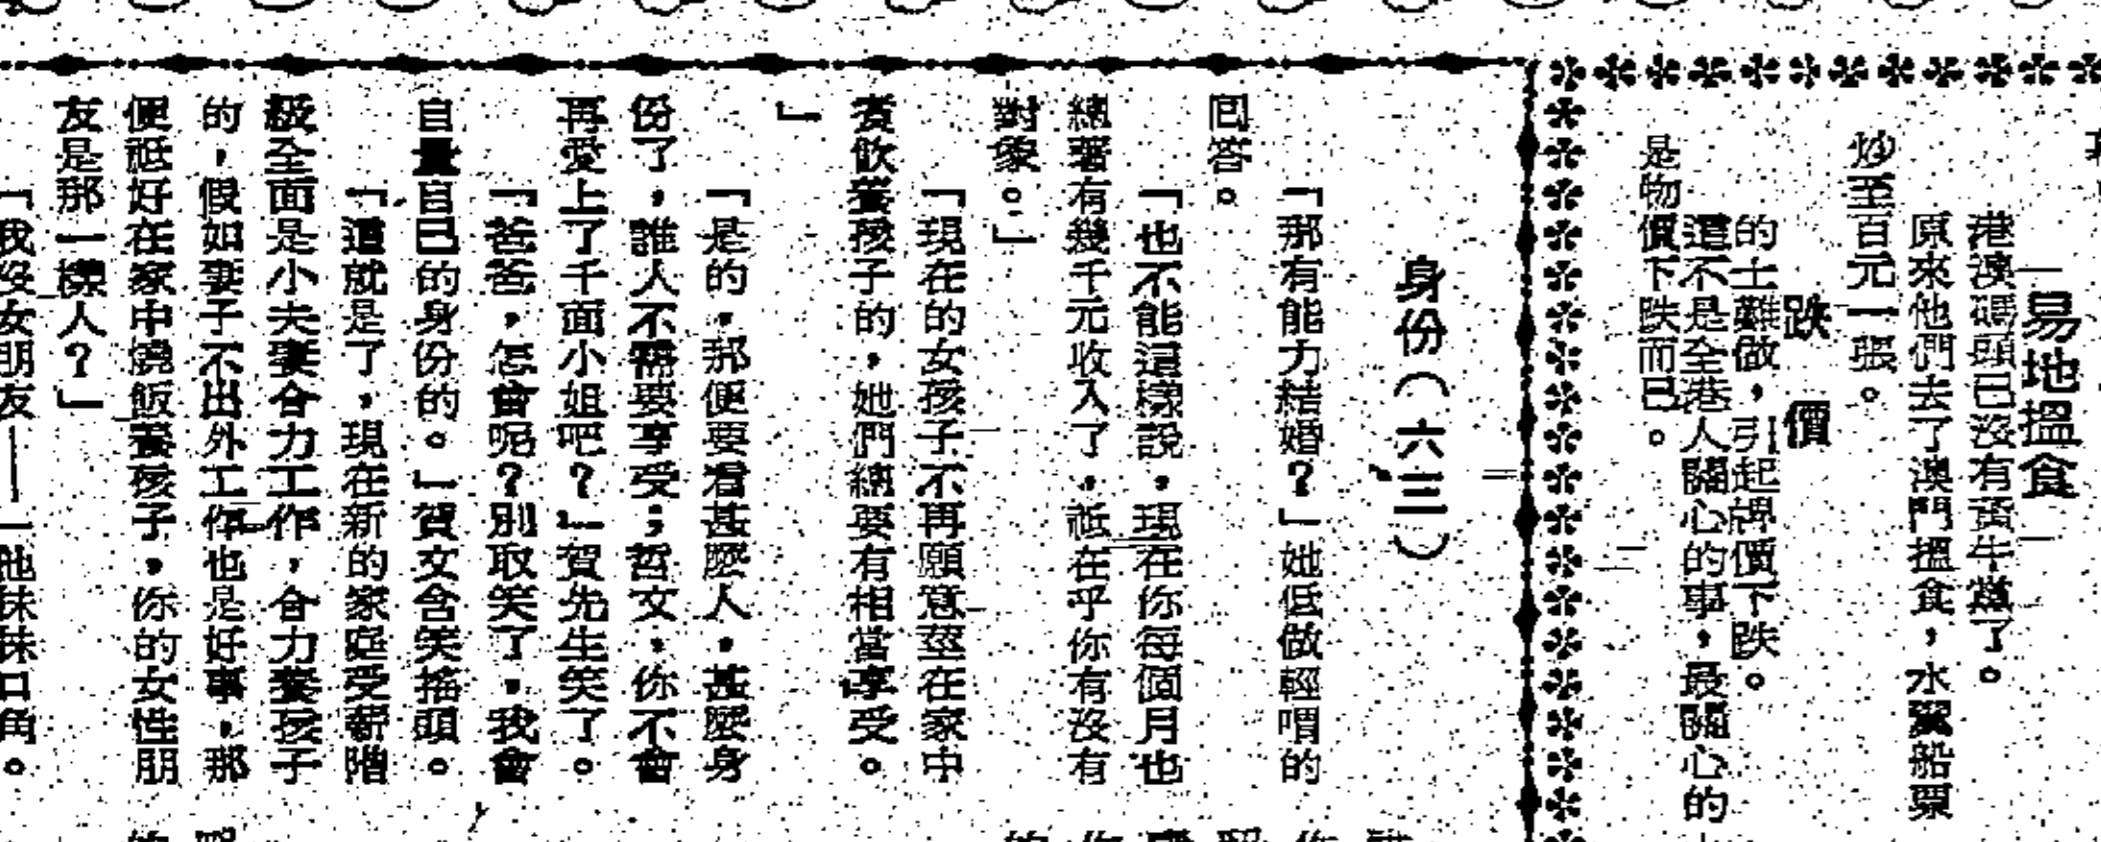 易地搵食
港澳碼頭已沒有黃牛黨了。
原來他們去了澳門搵食，水翼船票
炒至百元一張。
跌價
的士難做，引起牌價下跌。
這不是全港人關心的事，最關心的
是物價下跌而已。
身份（六三）
「那有能力結婚？」她低微輕喟的
回答。
「也不能這樣說，現在你每個月也
總著有幾千元收入了，祗在乎你有沒有
對象。」
「現在的女孩子不再願意莝在家中
煮飲養孩子的，她們總要有相當享受。
」
「是的，那便要看甚麼人，甚麼身
份了，誰人不需要享受；哲文，你不會
再愛上了千面小姐吧？」賀先生笑了。
「爸爸，怎會呢？別取笑了，我會
自量自己的身份的。」賀文含笑搖頭。
「這就是了，現在新的家庭受薪階
級全面是小夫妻合力工作，合力養孩子
的，假如妻子不出外工作也是好事，那
便祗好在家中燒飯養孩子，你的女性朋
友是那一樣人？」
「我沒女朋友——」他抹抹口角。